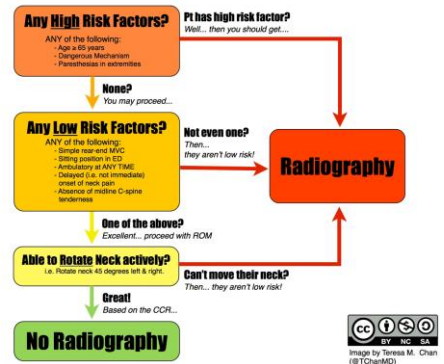 Any High Risk Factors?
ANY of the following:
- Age ≥ 65 years
- Dangerous Mechanism
- Paresthesias in extremities
Pt has high risk factor?
Well... then you should get....
None?
You may proceed...
Any Low Risk Factors?
ANY of the following:
- Simple rear-end MVC
- Sitting position in ED
- Ambulatory at ANY TIME
- Delayed (i.e. not immediate)
onset of neck pain
- Absence of midline C-spine
tenderness
Not even one?
Then...
they aren't low risk!
Radiography
One of the above?
Excellent... proceed with ROM
Able to Rotate Neck actively?
i.e. Rotate neck 45 degrees left & right.
Can't move their neck?
Then... they aren't low risk!
Great!
Based on the CCR...
No Radiography
cc
BY NC SA
Image by Teresa M. Chan
(@TChanMD)